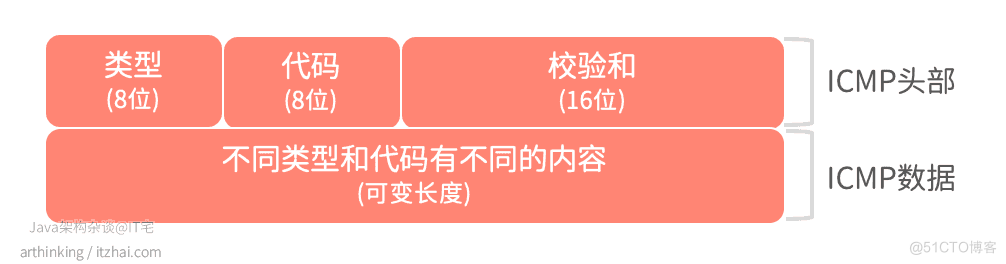 类型
(8位)
代码
(8位)
校验和
(16位)
ICMP头部
不同类型和代码有不同的内容
(可变长度)
ICMP数据
Java架构杂谈@IT宅
arthinking / itzhai.com
@51CTO博客